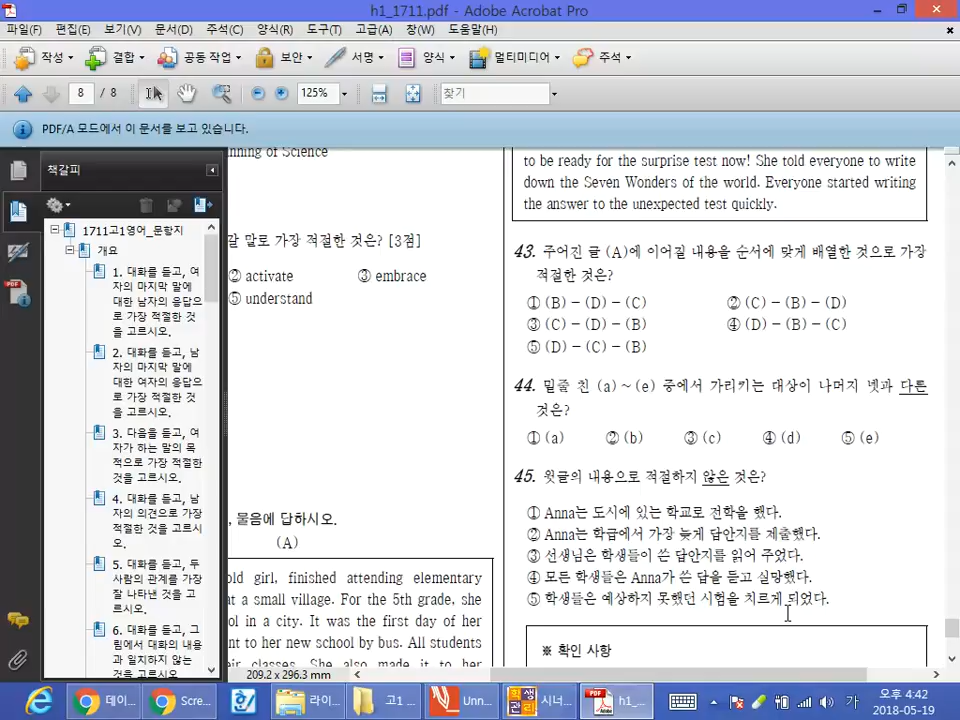 h1_1711.pdf - Adobe Acrobat Pro
파일(F) 편집(E) 보기(V) 문서(D) 주석(C) 양식(R) 도구(T) 고급(A) 창(W) 도움말(H)
작성 결합 공동 작업 보안 서명 양식 멀티미디어 주석
8 / 8 125% 찾기
PDF/A 모드에서 이 문서를 보고 있습니다.
책갈피
1711고1영어_문항지
개요
1. 대화를 듣고, 여
자의 마지막 말에
대한 남자의 응답으
로 가장 적절한 것
을 고르시오.
2. 대화를 듣고, 남
자의 마지막 말에
대한 여자의 응답으
로 가장 적절한 것
을 고르시오.
3. 다음을 듣고, 여
자가 하는 말의 목
적으로 가장 적절한
것을 고르시오.
4. 대화를 듣고, 남
자의 의견으로 가장
적절한 것을 고르시
오.
5. 대화를 듣고, 두
사람의 관계를 가장
잘 나타낸 것을 고
르시오.
6. 대화를 듣고, 그
림에서 대화의 내용
과 일치하지 않는
것을 고르시오.
nning of Science
갈 말로 가장 적절한 것은? [3점]
② activate ③ embrace
⑤ understand
, 물음에 답하시오.
(A)
old girl, finished attending elementary
at a small village. For the 5th grade, she
ol in a city. It was the first day of her
nt to her new school by bus. All students
eir classes. She also made it to her
to be ready for the surprise test now! She told everyone to write
down the Seven Wonders of the world. Everyone started writing
the answer to the unexpected test quickly.
43. 주어진 글 (A)에 이어질 내용을 순서에 맞게 배열한 것으로 가장
적절한 것은?
① (B) - (D) - (C) ② (C) - (B) - (D)
③ (C) - (D) - (B) ④ (D) - (B) - (C)
⑤ (D) - (C) - (B)
44. 밑줄 친 (a)~(e) 중에서 가리키는 대상이 나머지 넷과 다른
것은?
① (a) ② (b) ③ (c) ④ (d) ⑤ (e)
45. 윗글의 내용으로 적절하지 않은 것은?
① Anna는 도시에 있는 학교로 전학을 했다.
② Anna는 학급에서 가장 늦게 답안지를 제출했다.
③ 선생님은 학생들이 쓴 답안지를 읽어 주었다.
④ 모든 학생들은 Anna가 쓴 답을 듣고 실망했다.
⑤ 학생들은 예상하지 못했던 시험을 치르게 되었다.
※ 확인 사항
209.2 x 296.3 mm
데이... Scre... 라이... 고1 ... Unn... 학생관리 시너... PDF h1_... 가 오후 4:42
2018-05-19